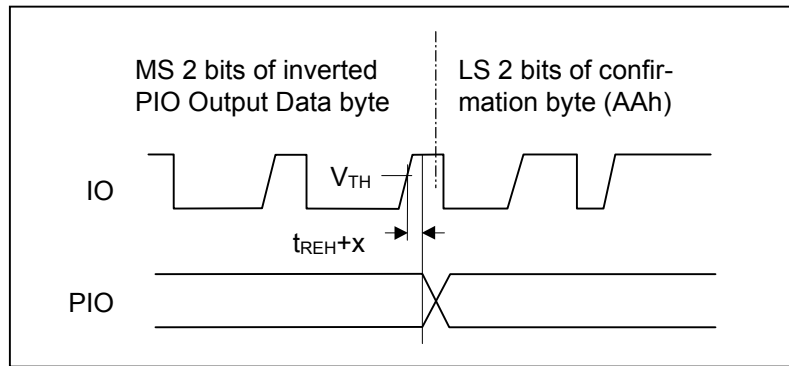 MS 2 bits of inverted
PIO Output Data byte
LS 2 bits of confir-
mation byte (AAh)
IO
VTH
tREH+x
PIO